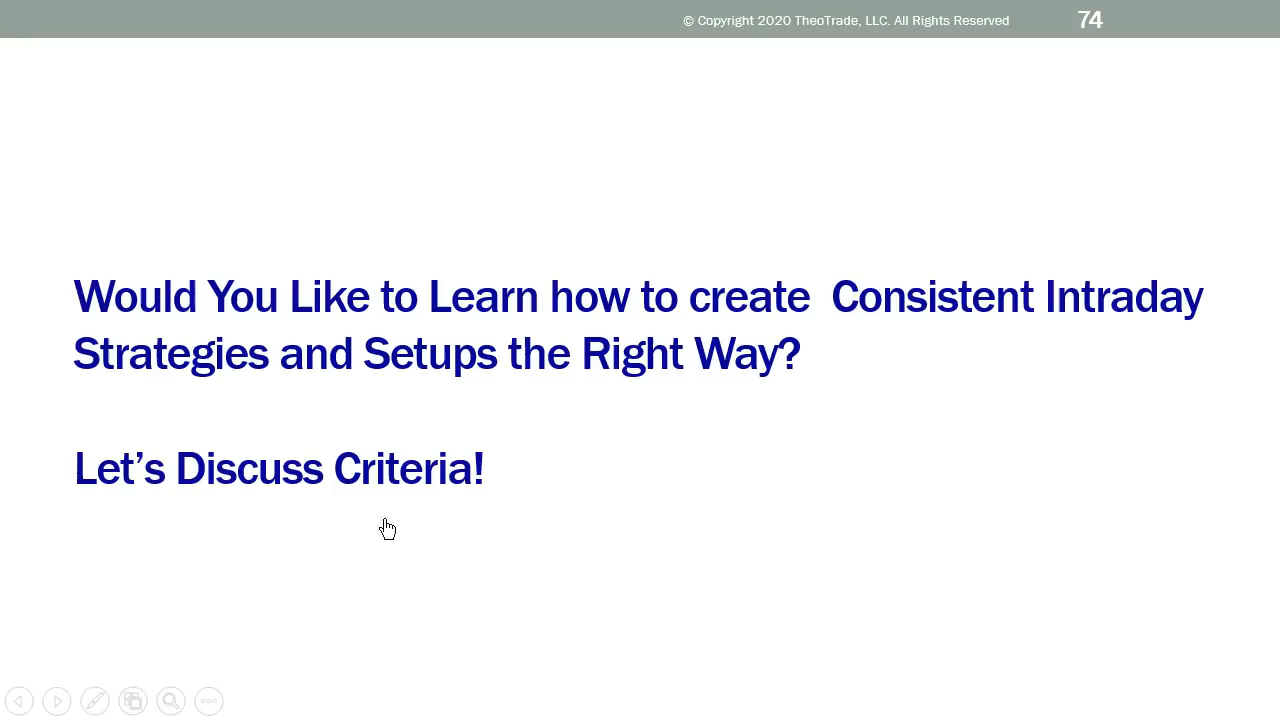 © Copyright 2020 TheoTrade, LLC. All Rights Reserved 74
Would You Like to Learn how to create  Consistent Intraday
Strategies and Setups the Right Way?
Let’s Discuss Criteria!